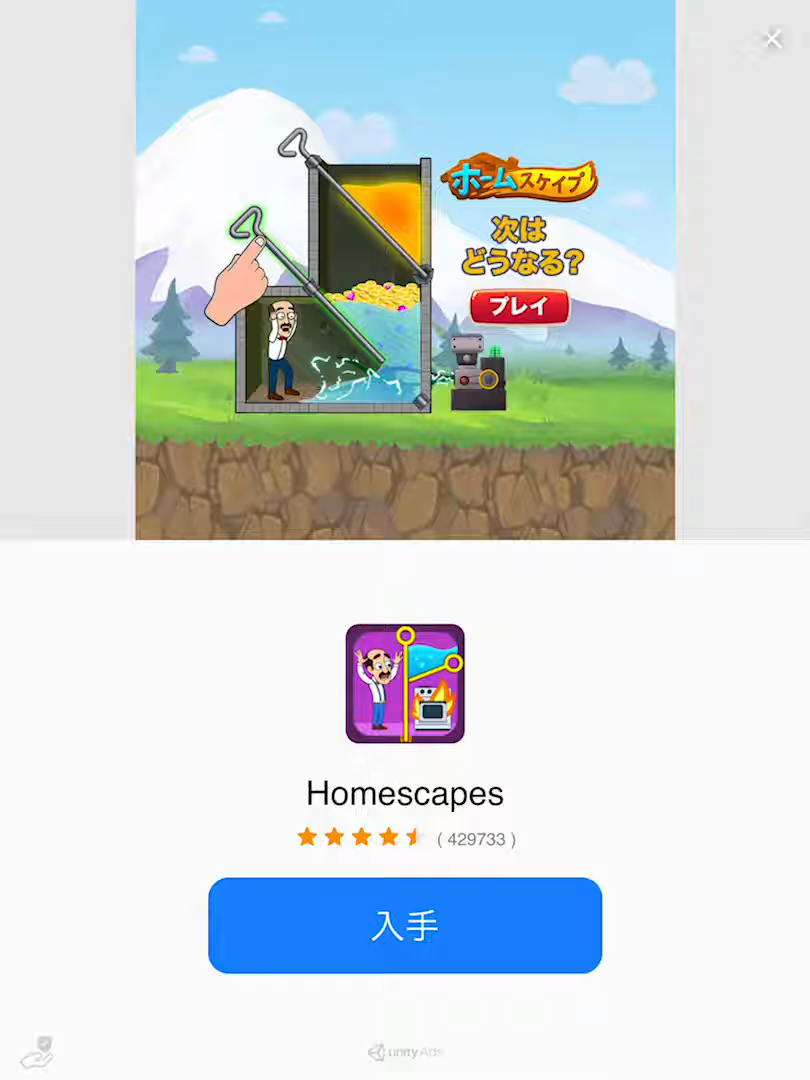 ホームスケイプ
次は
どうなる?
プレイ
Homescapes
( 429733 )
入手
unity Ads